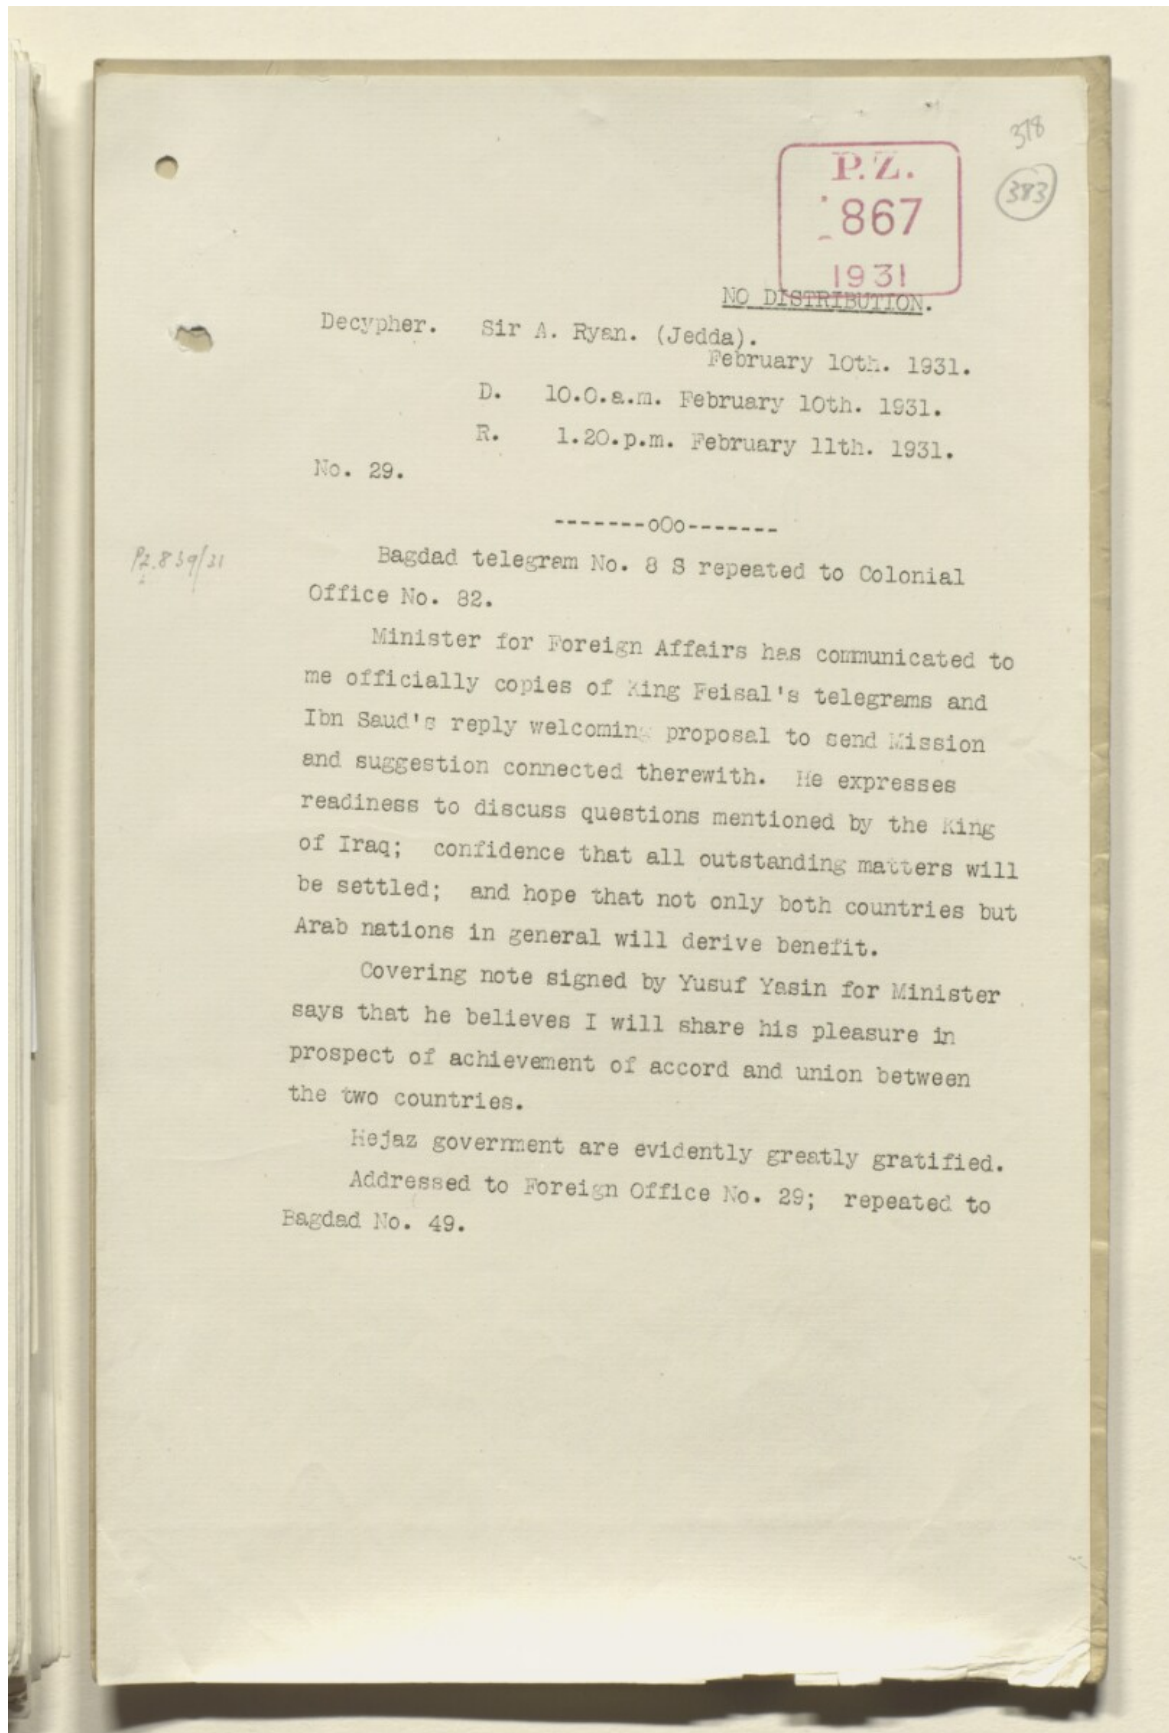 378
383
P.Z.
867
1931
NO DISTRIBUTION.
Decypher. Sir A. Ryan. (Jedda).
February 10th. 1931.
D. 10.0.a.m. February 10th. 1931.
R. 1.20.p.m. February 11th. 1931.
No. 29.
-------oOo-------
PZ.839/31
Bagdad telegram No. 8 S repeated to Colonial
Office No. 82.
Minister for Foreign Affairs has communicated to
me officially copies of King Feisal's telegrams and
Ibn Saud's reply welcoming proposal to send Mission
and suggestion connected therewith. He expresses
readiness to discuss questions mentioned by the King
of Iraq; confidence that all outstanding matters will
be settled; and hope that not only both countries but
Arab nations in general will derive benefit.
Covering note signed by Yusuf Yasin for Minister
says that he believes I will share his pleasure in
prospect of achievement of accord and union between
the two countries.
Hejaz government are evidently greatly gratified.
Addressed to Foreign Office No. 29; repeated to
Bagdad No. 49.